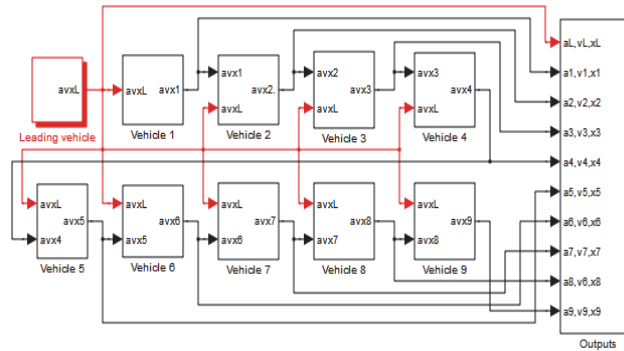 avxL
Leading vehicle
avxL avx1
Vehicle 1
avx1
avx2.
avxL
Vehicle 2
avx2
avx3
avxL
Vehicle 3
avx3
avx4
avxL
Vehicle 4
avxL
avx5
avx4
Vehicle 5
avxL
avx6
avx5
Vehicle 6
avxL
avx7
avx6
Vehicle 7
avxL
avx8
avx7
Vehicle 8
avxL
avx9
avx8
Vehicle 9
aL,vL,xL
a1,v1,x1
a2,v2,x2
a3,v3,x3
a4,v4,x4
a5,v5,x5
a6,v6,x6
a7,v7,x7
a8,v6,x8
a9,v9,x9
Outputs